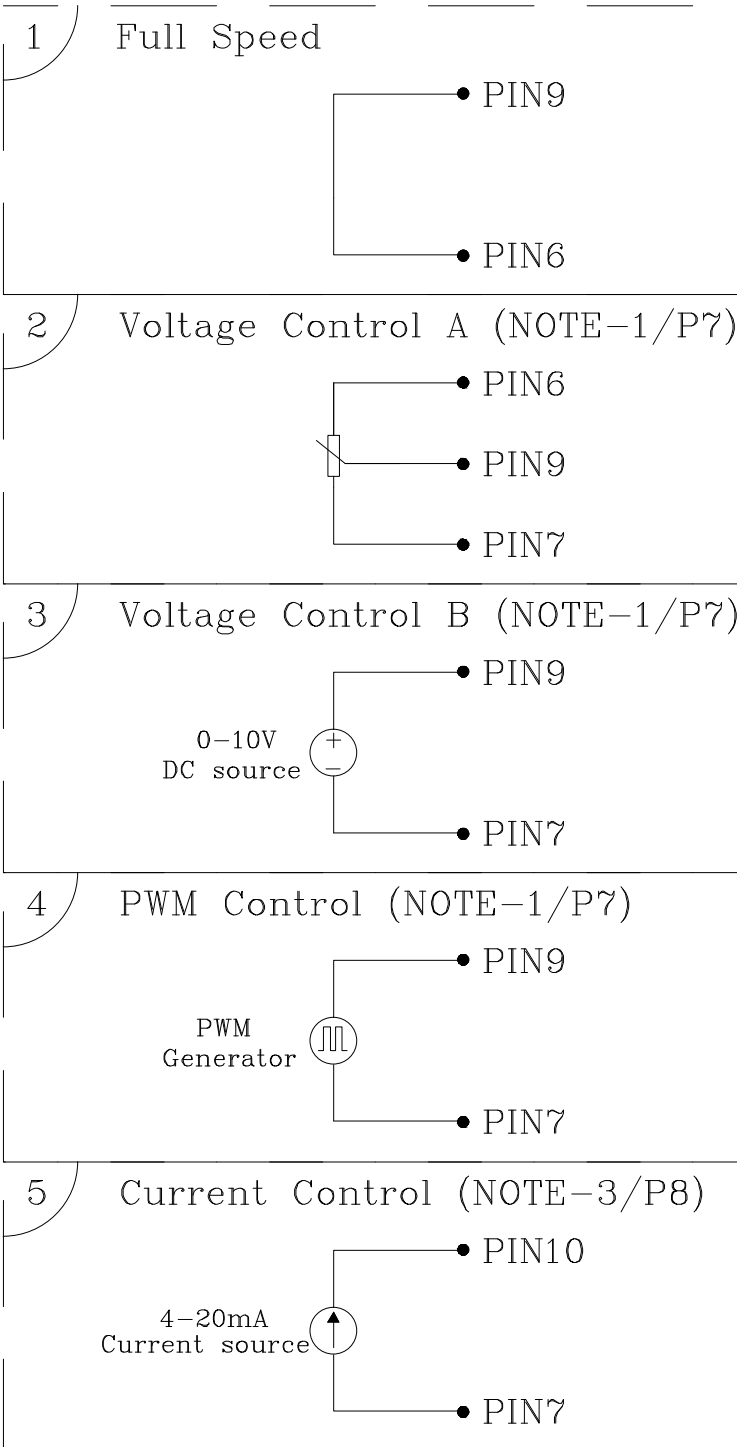 1 Full Speed
PIN9
PIN6
2 Voltage Control A (NOTE-1/P7)
PIN6
PIN9
PIN7
3 Voltage Control B (NOTE-1/P7)
PIN9
0-10V
DC source
+
−
PIN7
4 PWM Control (NOTE-1/P7)
PIN9
PWM
Generator
PIN7
5 Current Control (NOTE-3/P8)
PIN10
4-20mA
Current source
PIN7